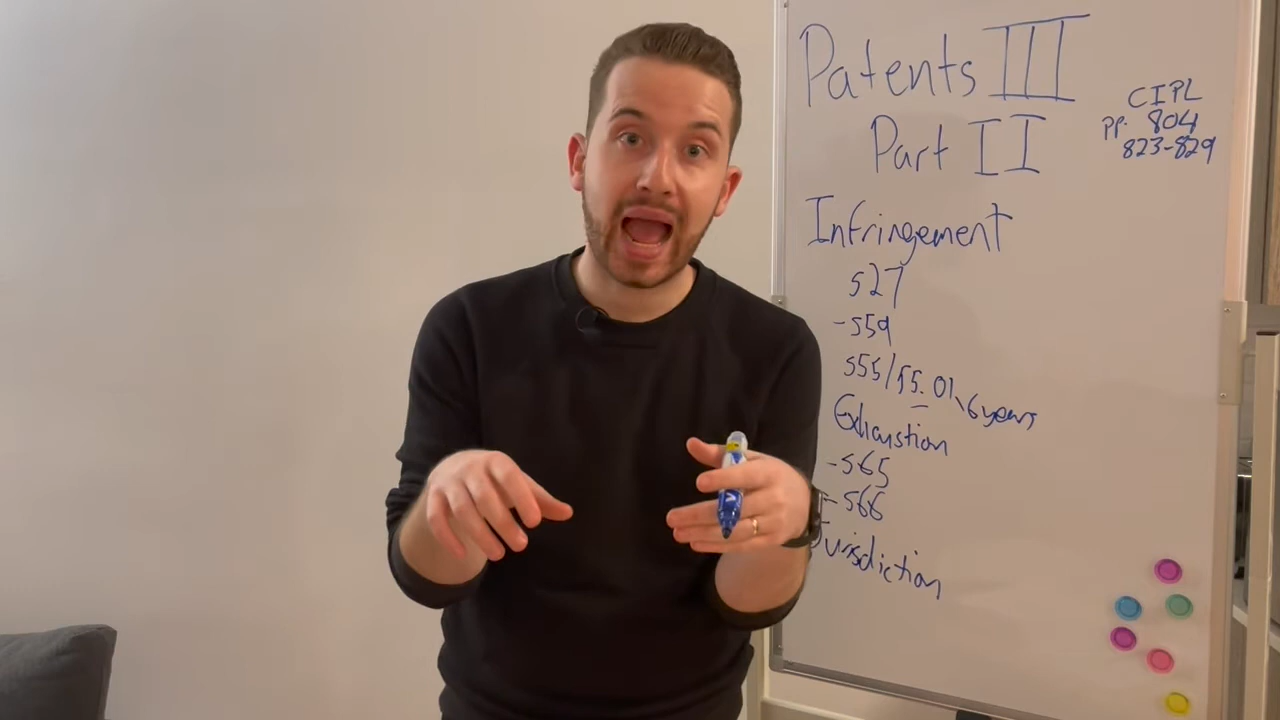 Patents III
Part II
CIPL
pp. 804
823-829
Infringement
s27
-s59
s55/55.01, 6 years
Exhaustion
-s65
-s66
Jurisdiction